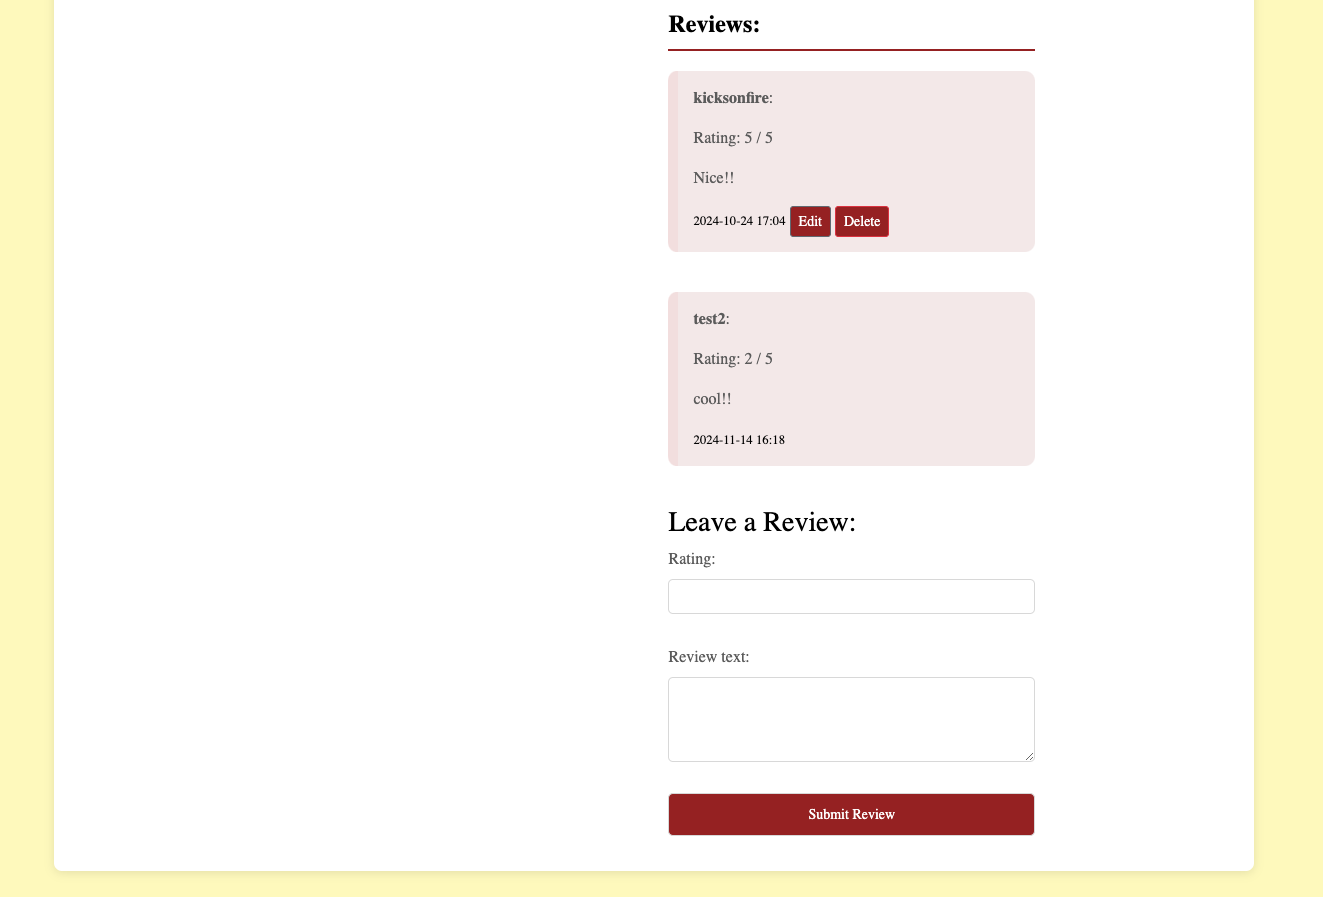 Reviews:
kicksonfire:
Rating: 5 / 5
Nice!!
2024-10-24 17:04 Edit Delete
test2:
Rating: 2 / 5
cool!!
2024-11-14 16:18
Leave a Review:
Rating:
Review text:
Submit Review